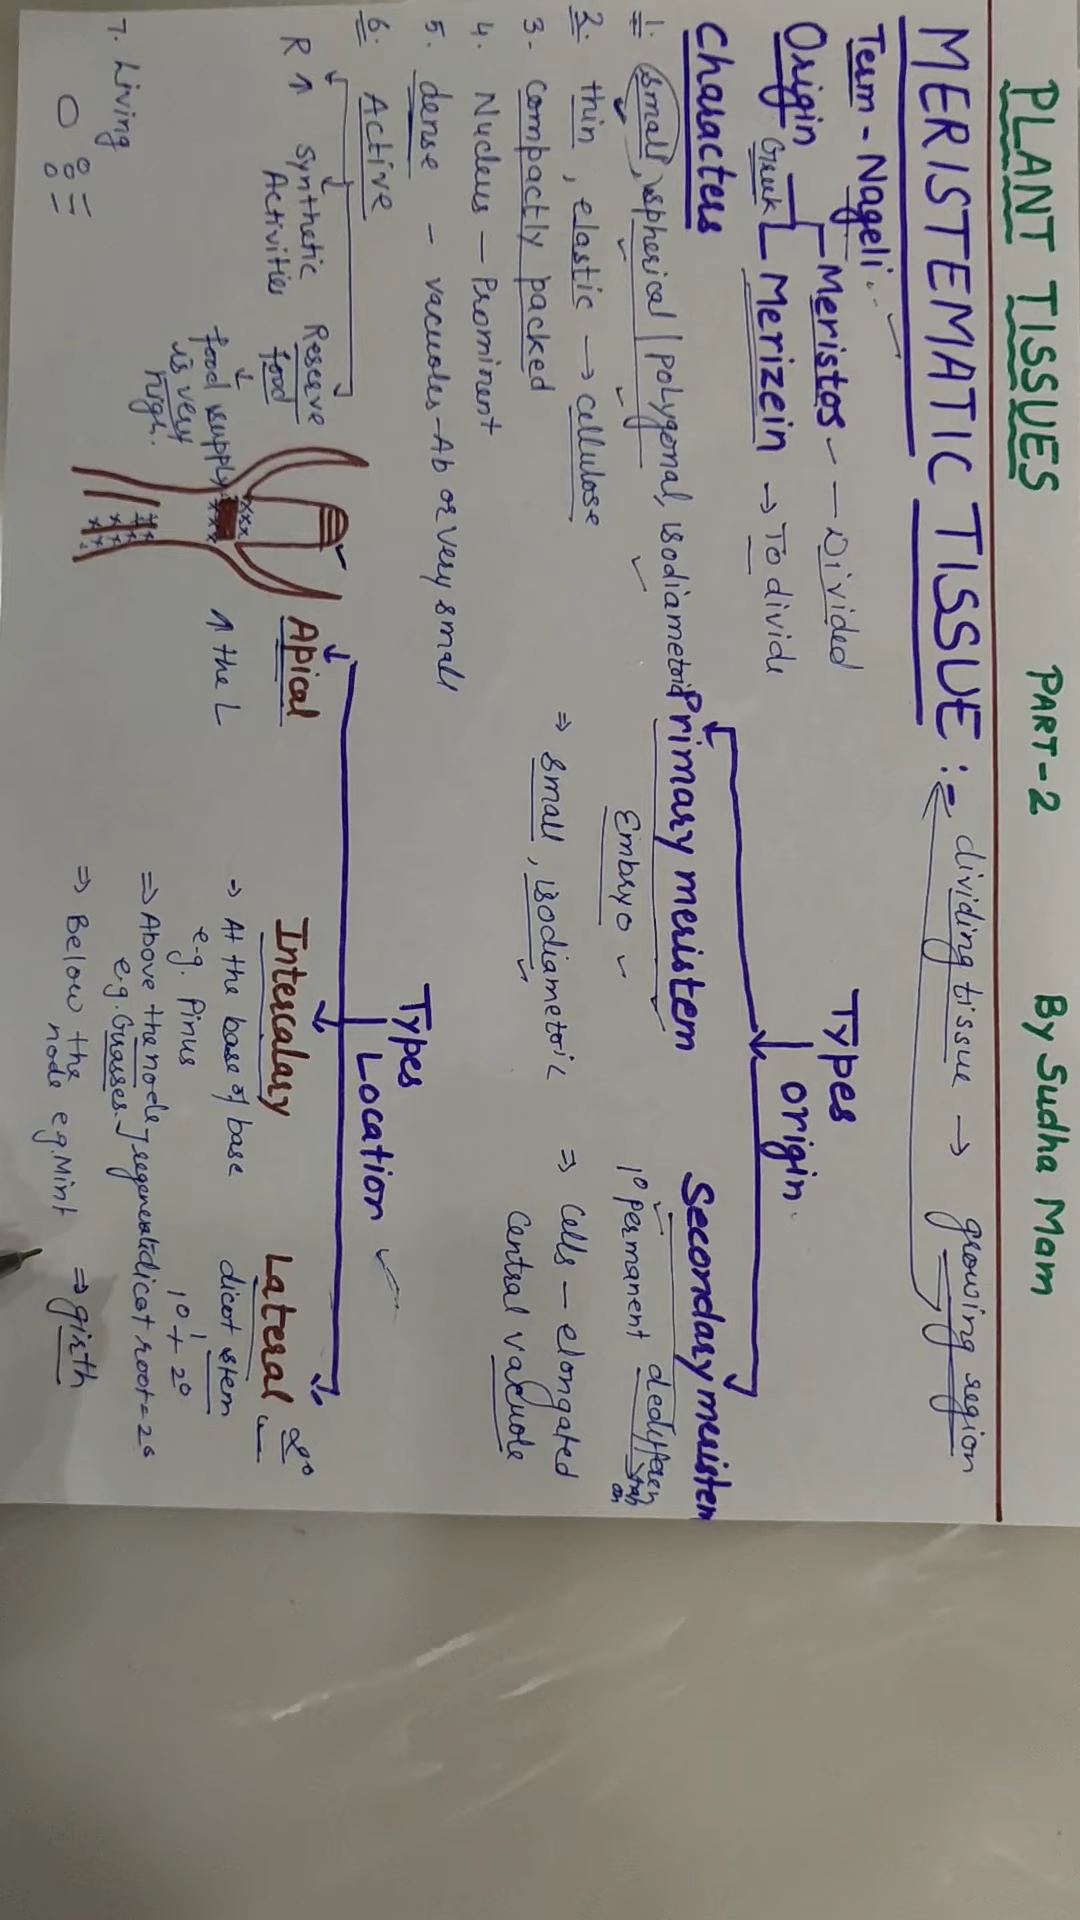 PLANT TISSUES PART-2 By Sudha Mam
MERISTEMATIC TISSUE :- dividing tissue → growing region
Term - Nageli
Origin Meristos - Divided
Greek Merizein → To divide
Characters
1. Small, spherical / polygonal, isodiametric
2. thin, elastic → cellulose
3. Compactly packed
4. Nucleus - Prominent
5. dense - vacuoles - Ab or very small
6. Active
R ↑ Synthetic Activities Reserve food
food supply is very high.
7. Living
Types
origin
Primary meristem Secondary meristem
Embryo 1° permanent dedifferentiation
⇒ Small, isodiametric ⇒ Cells - elongated
Central vacuole
Types
Location
Apical Intercalary Lateral 2°
↑ the L → At the base of base dicot stem
e.g. Pinus 1° + 2°
⇒ Above the node dicot root = 2°
e.g. Grasses.
⇒ Below the node e.g. Mint ⇒ girth